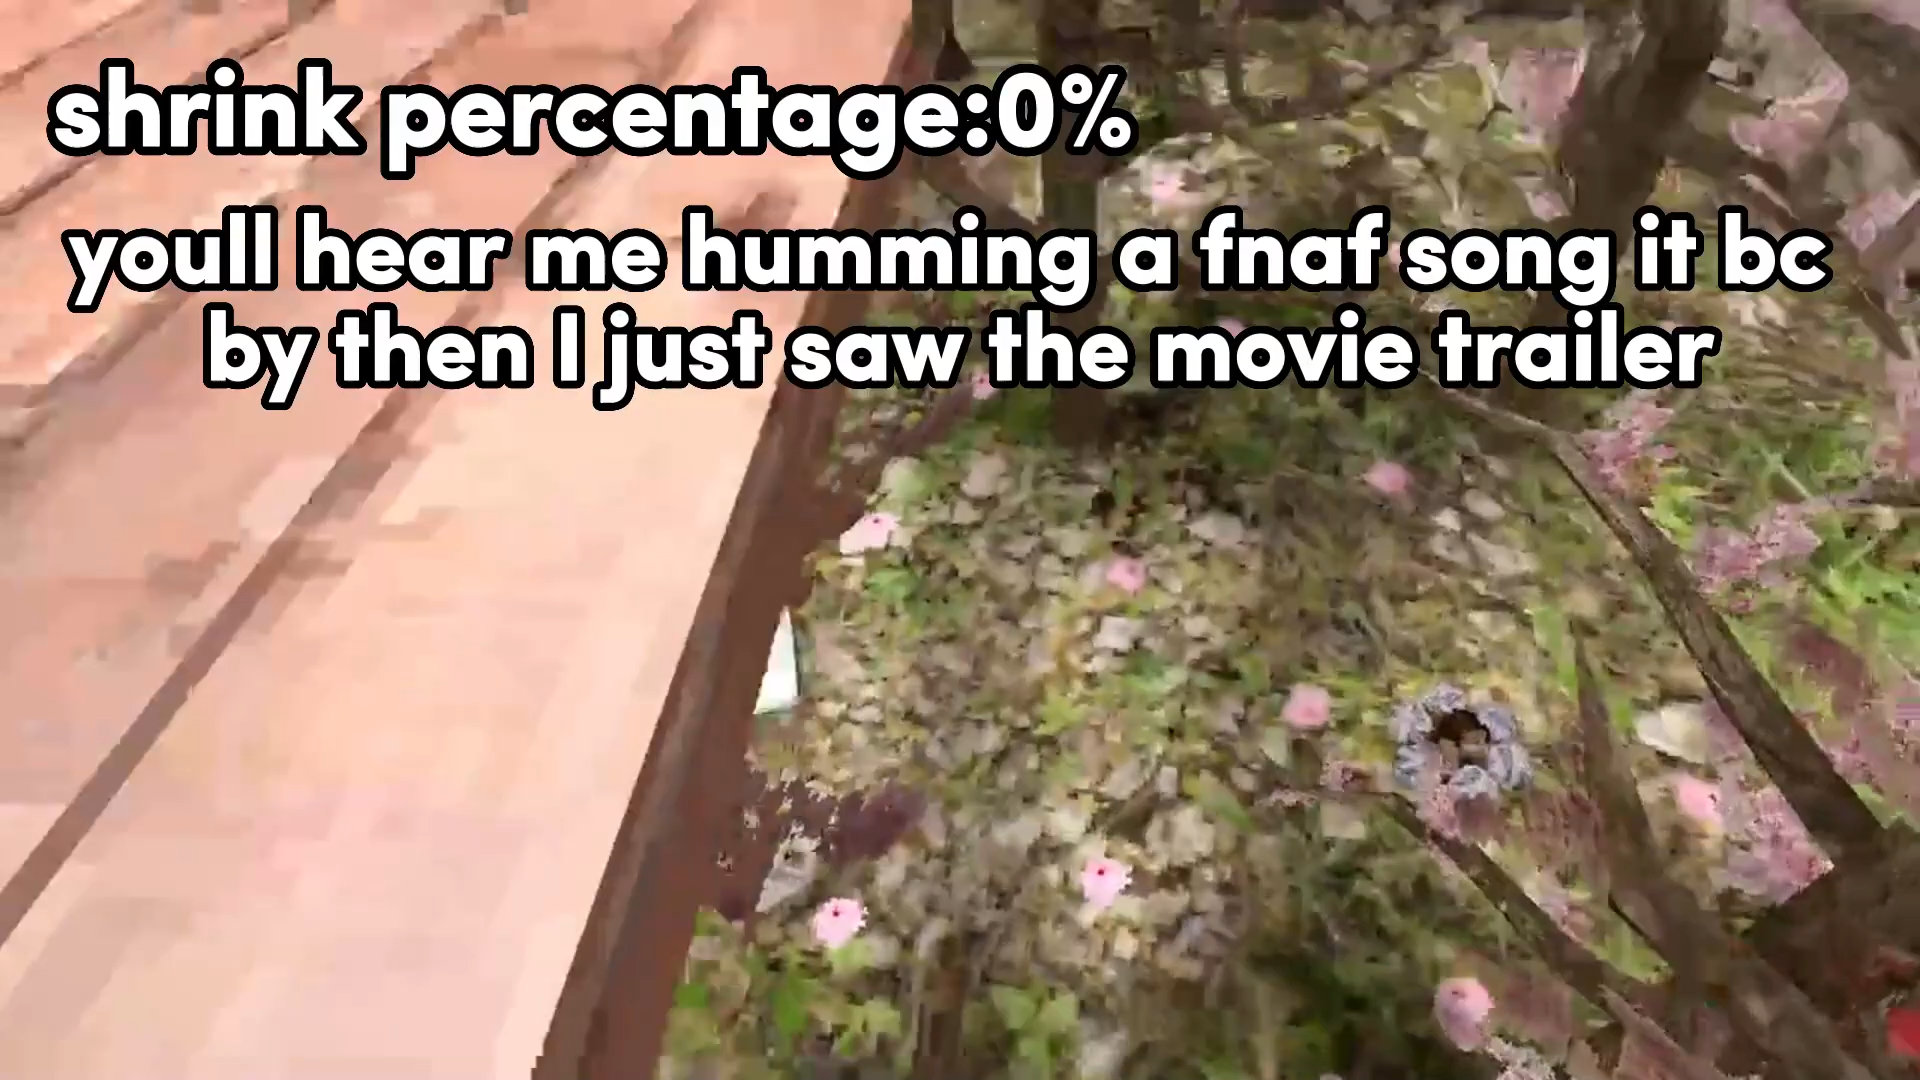 shrink percentage:0%
youll hear me humming a fnaf song it bc
by then I just saw the movie trailer